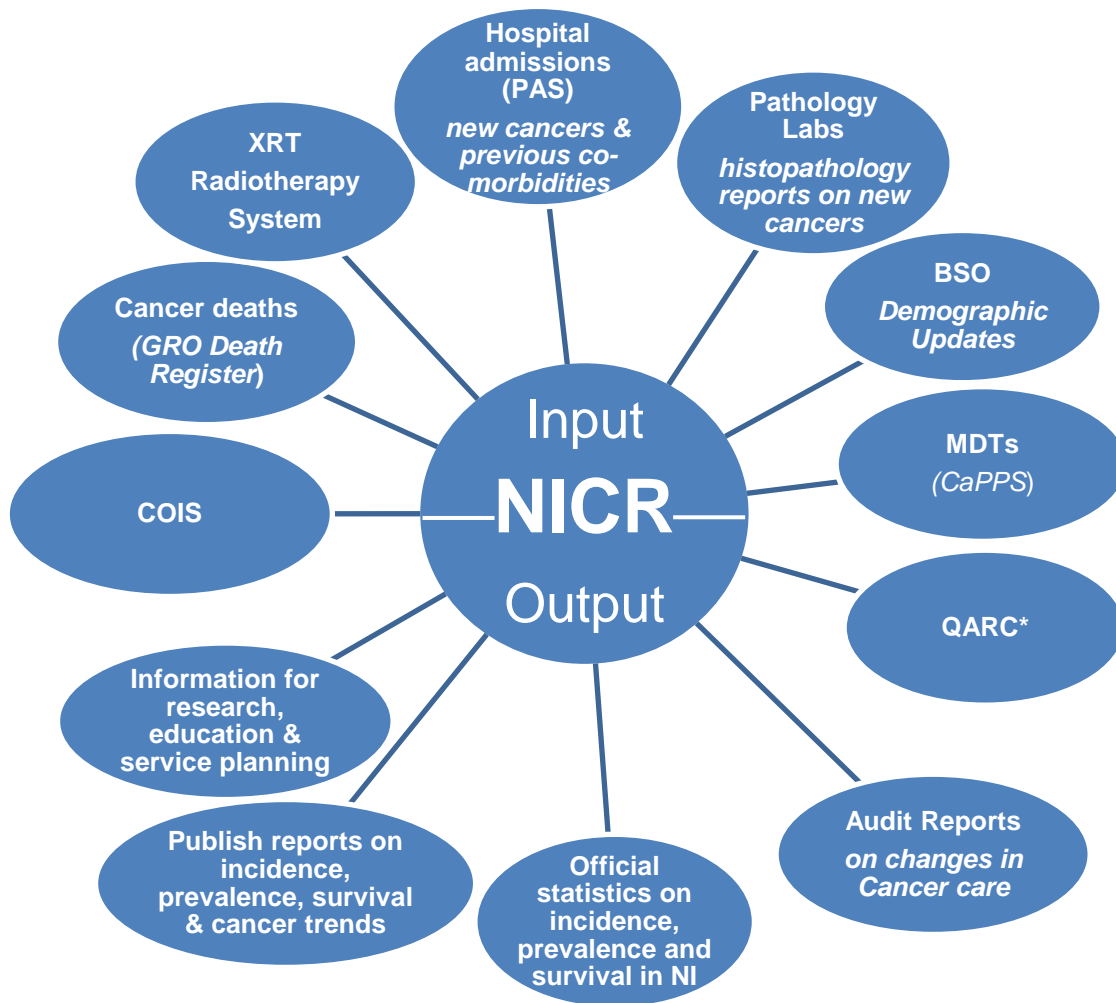 Hospital
admissions
(PAS)
new cancers &
previous co-
morbidities
Pathology
Labs
histopathology
reports on new
cancers
XRT
Radiotherapy
System
BSO
Demographic
Updates
Cancer deaths
(GRO Death
Register)
Input
NICR
Output
MDTs
(CaPPS)
COIS
QARC*
Information for
research,
education &
service planning
Audit Reports
on changes in
Cancer care
Publish reports on
incidence,
prevalence, survival
& cancer trends
Official
statistics on
incidence,
prevalence and
survival in NI